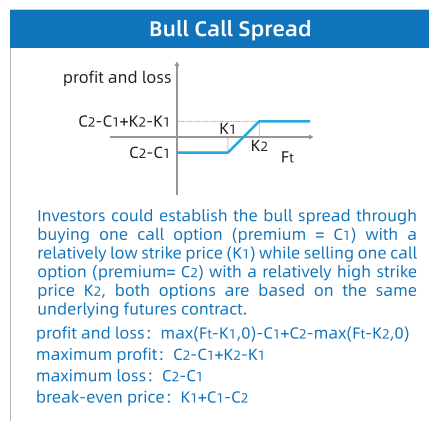 Bull Call Spread
profit and loss
C2-C1+K2-K1
K1
K2
C2-C1
Ft
Investors could establish the bull spread through
buying one call option (premium = C1) with a
relatively low strike price (K1) while selling one call
option (premium= C2) with a relatively high strike
price K2, both options are based on the same
underlying futures contract.
profit and loss: max(Ft-K1,0)-C1+C2-max(Ft-K2,0)
maximum profit: C2-C1+K2-K1
maximum loss: C2-C1
break-even price: K1+C1-C2